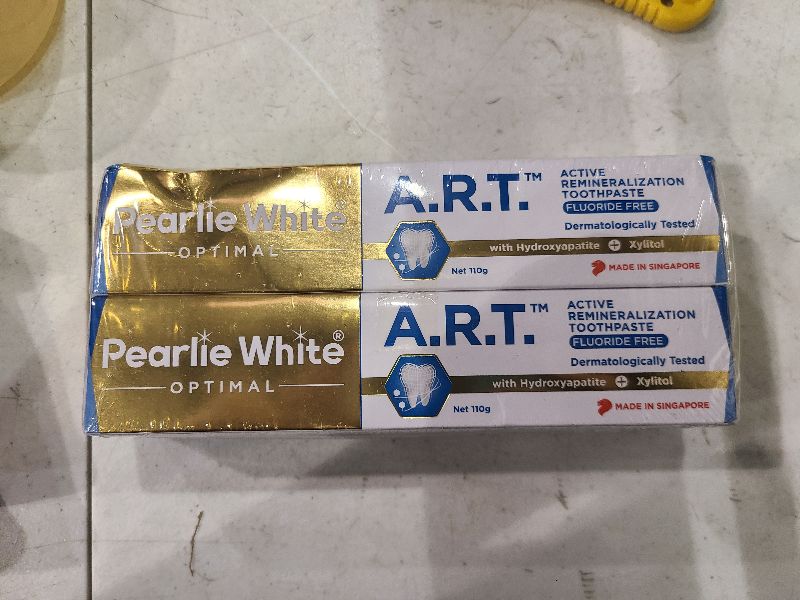 Pearlie White®
OPTIMAL
A.R.T.™
ACTIVE
REMINERALIZATION
TOOTHPASTE
FLUORIDE FREE
Dermatologically Tested
with Hydroxyapatite + Xylitol
Net 110g
MADE IN SINGAPORE
Pearlie White®
OPTIMAL
A.R.T.™
ACTIVE
REMINERALIZATION
TOOTHPASTE
FLUORIDE FREE
Dermatologically Tested
with Hydroxyapatite + Xylitol
Net 110g
MADE IN SINGAPORE